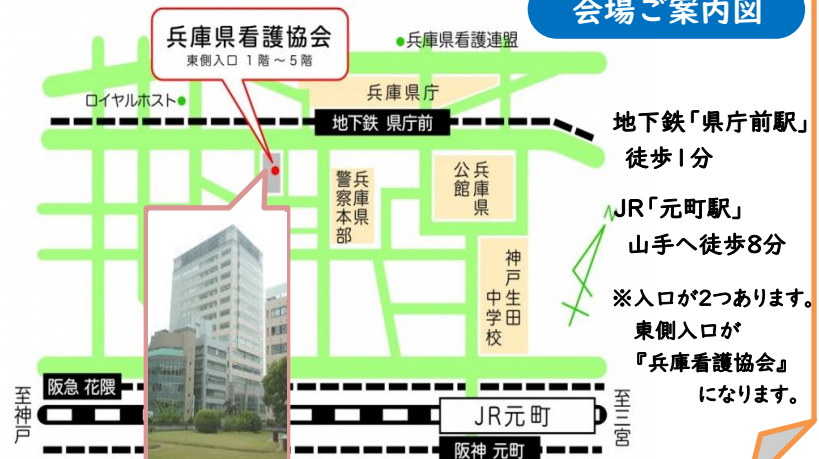 会場ご案内図
兵庫県看護協会
東側入口 1階～5階
兵庫県看護連盟
兵庫県庁
ロイヤルホスト
地下鉄 県庁前
地下鉄「県庁前駅」
徒歩1分
兵庫県
警察本部
兵庫県
公館
JR「元町駅」
山手へ徒歩8分
神戸生田
中学校
※入口が2つあります。
東側入口が
『兵庫看護協会』
になります。
阪急 花隈
至神戸
JR元町
至三宮
阪神 元町